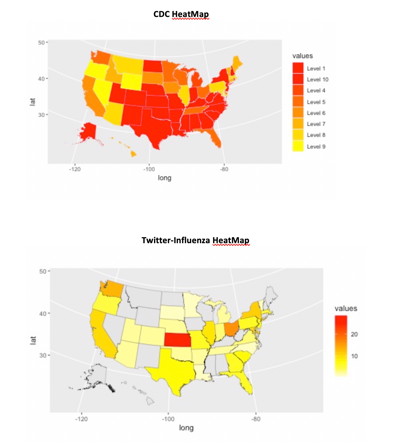 CDC HeatMap
50
40
30
lat
-120
-100
-80
long
values
Level 1
Level 10
Level 4
Level 5
Level 6
Level 7
Level 8
Level 9
Twitter-Influenza HeatMap
50
40
30
lat
-120
-100
-80
long
values
20
10